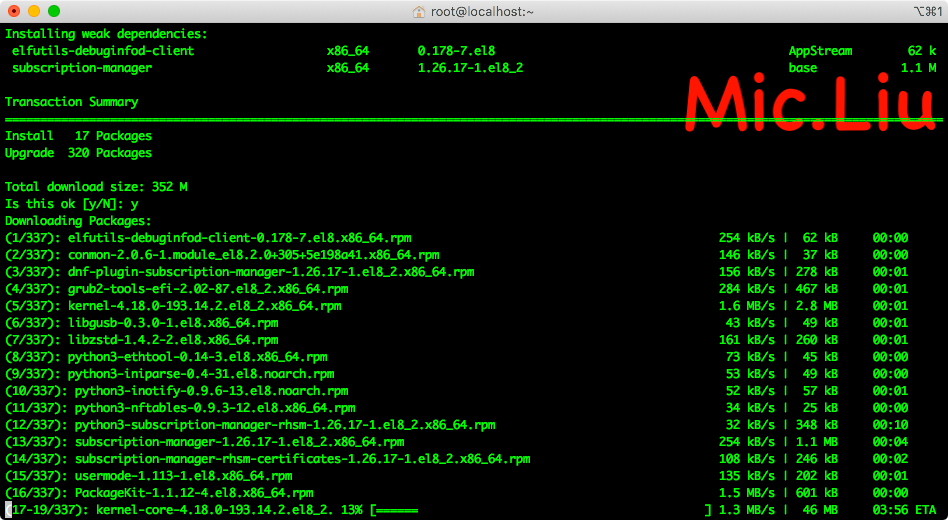 root@localhost:~
⌥⌘1
Installing weak dependencies:
elfutils-debuginfod-client x86_64 0.178-7.el8 AppStream 62 k
subscription-manager x86_64 1.26.17-1.el8_2 base 1.1 M
Mic.Liu
Transaction Summary
Install 17 Packages
Upgrade 320 Packages
Total download size: 352 M
Is this ok [y/N]: y
Downloading Packages:
(1/337): elfutils-debuginfod-client-0.178-7.el8.x86_64.rpm 254 kB/s | 62 kB 00:00
(2/337): conmon-2.0.6-1.module_el8.2.0+305+5e198a41.x86_64.rpm 146 kB/s | 37 kB 00:00
(3/337): dnf-plugin-subscription-manager-1.26.17-1.el8_2.x86_64.rpm 156 kB/s | 278 kB 00:01
(4/337): grub2-tools-efi-2.02-87.el8_2.x86_64.rpm 284 kB/s | 467 kB 00:01
(5/337): kernel-4.18.0-193.14.2.el8_2.x86_64.rpm 1.6 MB/s | 2.8 MB 00:01
(6/337): libgusb-0.3.0-1.el8.x86_64.rpm 43 kB/s | 49 kB 00:01
(7/337): libzstd-1.4.2-2.el8.x86_64.rpm 161 kB/s | 260 kB 00:01
(8/337): python3-ethtool-0.14-3.el8.x86_64.rpm 73 kB/s | 45 kB 00:00
(9/337): python3-iniparse-0.4-31.el8.noarch.rpm 53 kB/s | 49 kB 00:00
(10/337): python3-inotify-0.9.6-13.el8.noarch.rpm 52 kB/s | 57 kB 00:01
(11/337): python3-nftables-0.9.3-12.el8.x86_64.rpm 34 kB/s | 25 kB 00:00
(12/337): python3-subscription-manager-rhsm-1.26.17-1.el8_2.x86_64.rpm 32 kB/s | 348 kB 00:10
(13/337): subscription-manager-1.26.17-1.el8_2.x86_64.rpm 254 kB/s | 1.1 MB 00:04
(14/337): subscription-manager-rhsm-certificates-1.26.17-1.el8_2.x86_64.rpm 108 kB/s | 246 kB 00:02
(15/337): usermode-1.113-1.el8.x86_64.rpm 135 kB/s | 202 kB 00:01
(16/337): PackageKit-1.1.12-4.el8.x86_64.rpm 1.5 MB/s | 601 kB 00:00
(17-19/337): kernel-core-4.18.0-193.14.2.el8_2. 13% [====== ] 1.3 MB/s | 46 MB 03:56 ETA